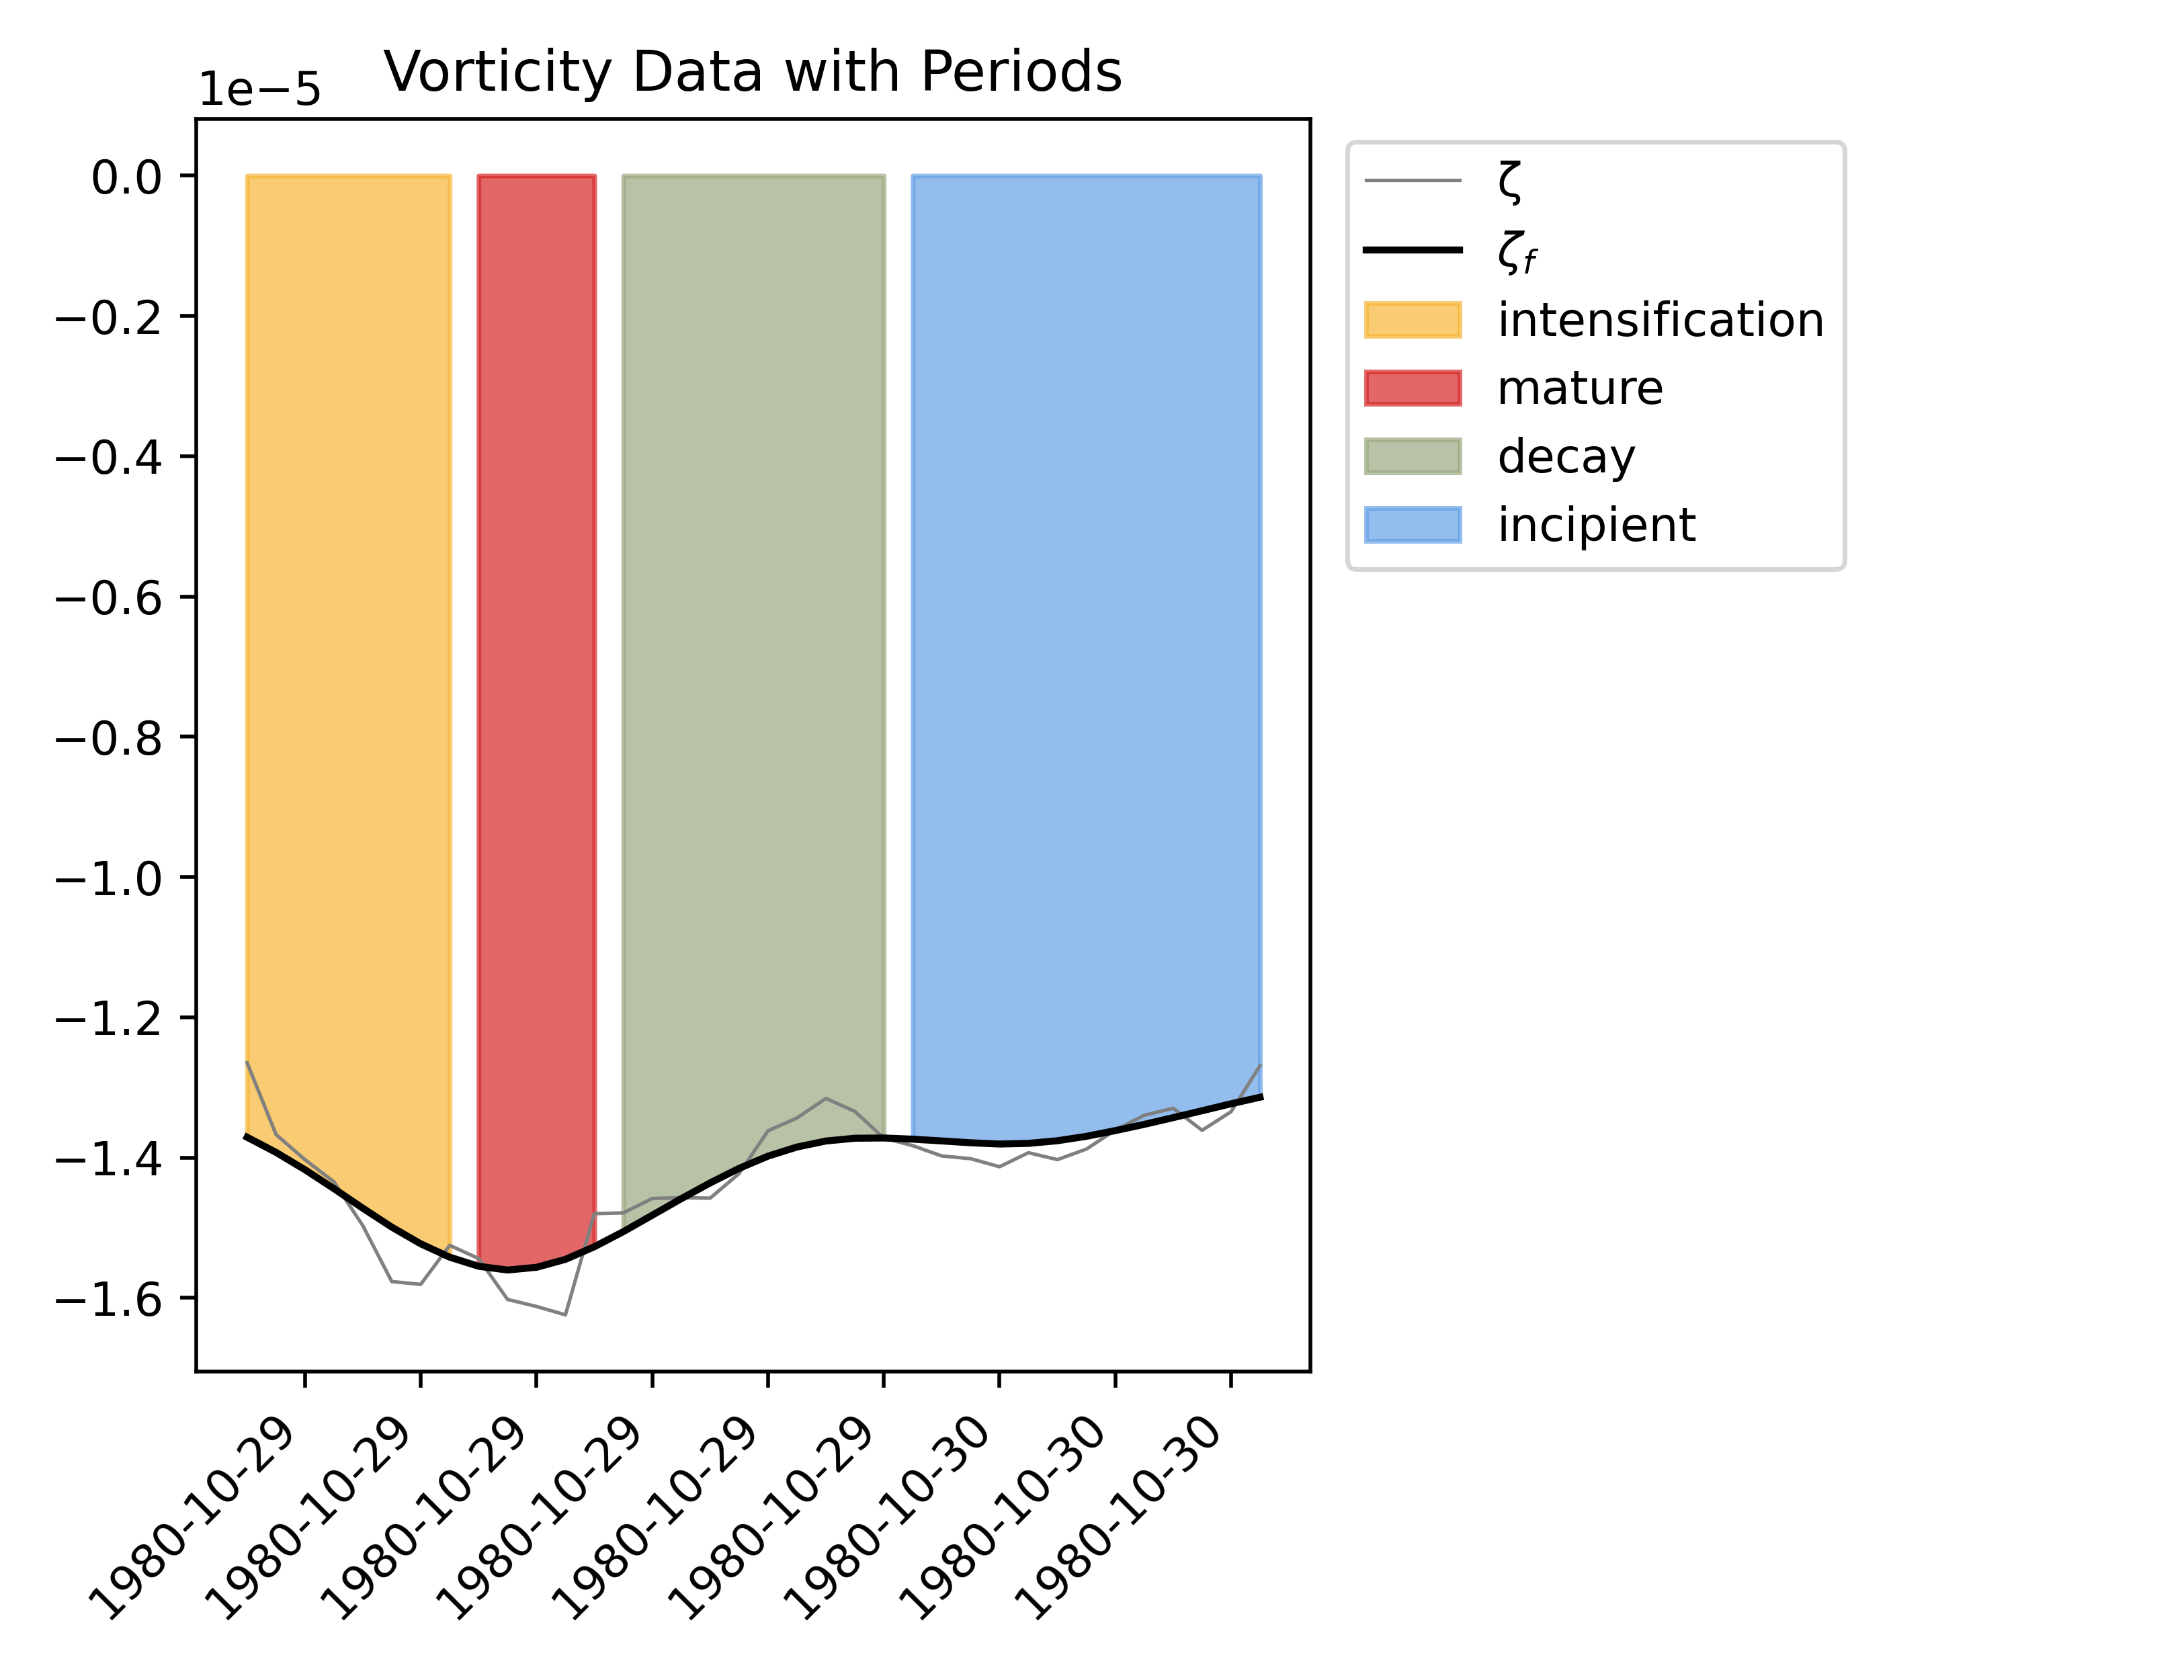 Vorticity Data with Periods
1e−5
0.0
−0.2
−0.4
−0.6
−0.8
−1.0
−1.2
−1.4
−1.6
1980-10-29
1980-10-29
1980-10-29
1980-10-29
1980-10-29
1980-10-29
1980-10-30
1980-10-30
1980-10-30
ζ
ζf
intensification
mature
decay
incipient